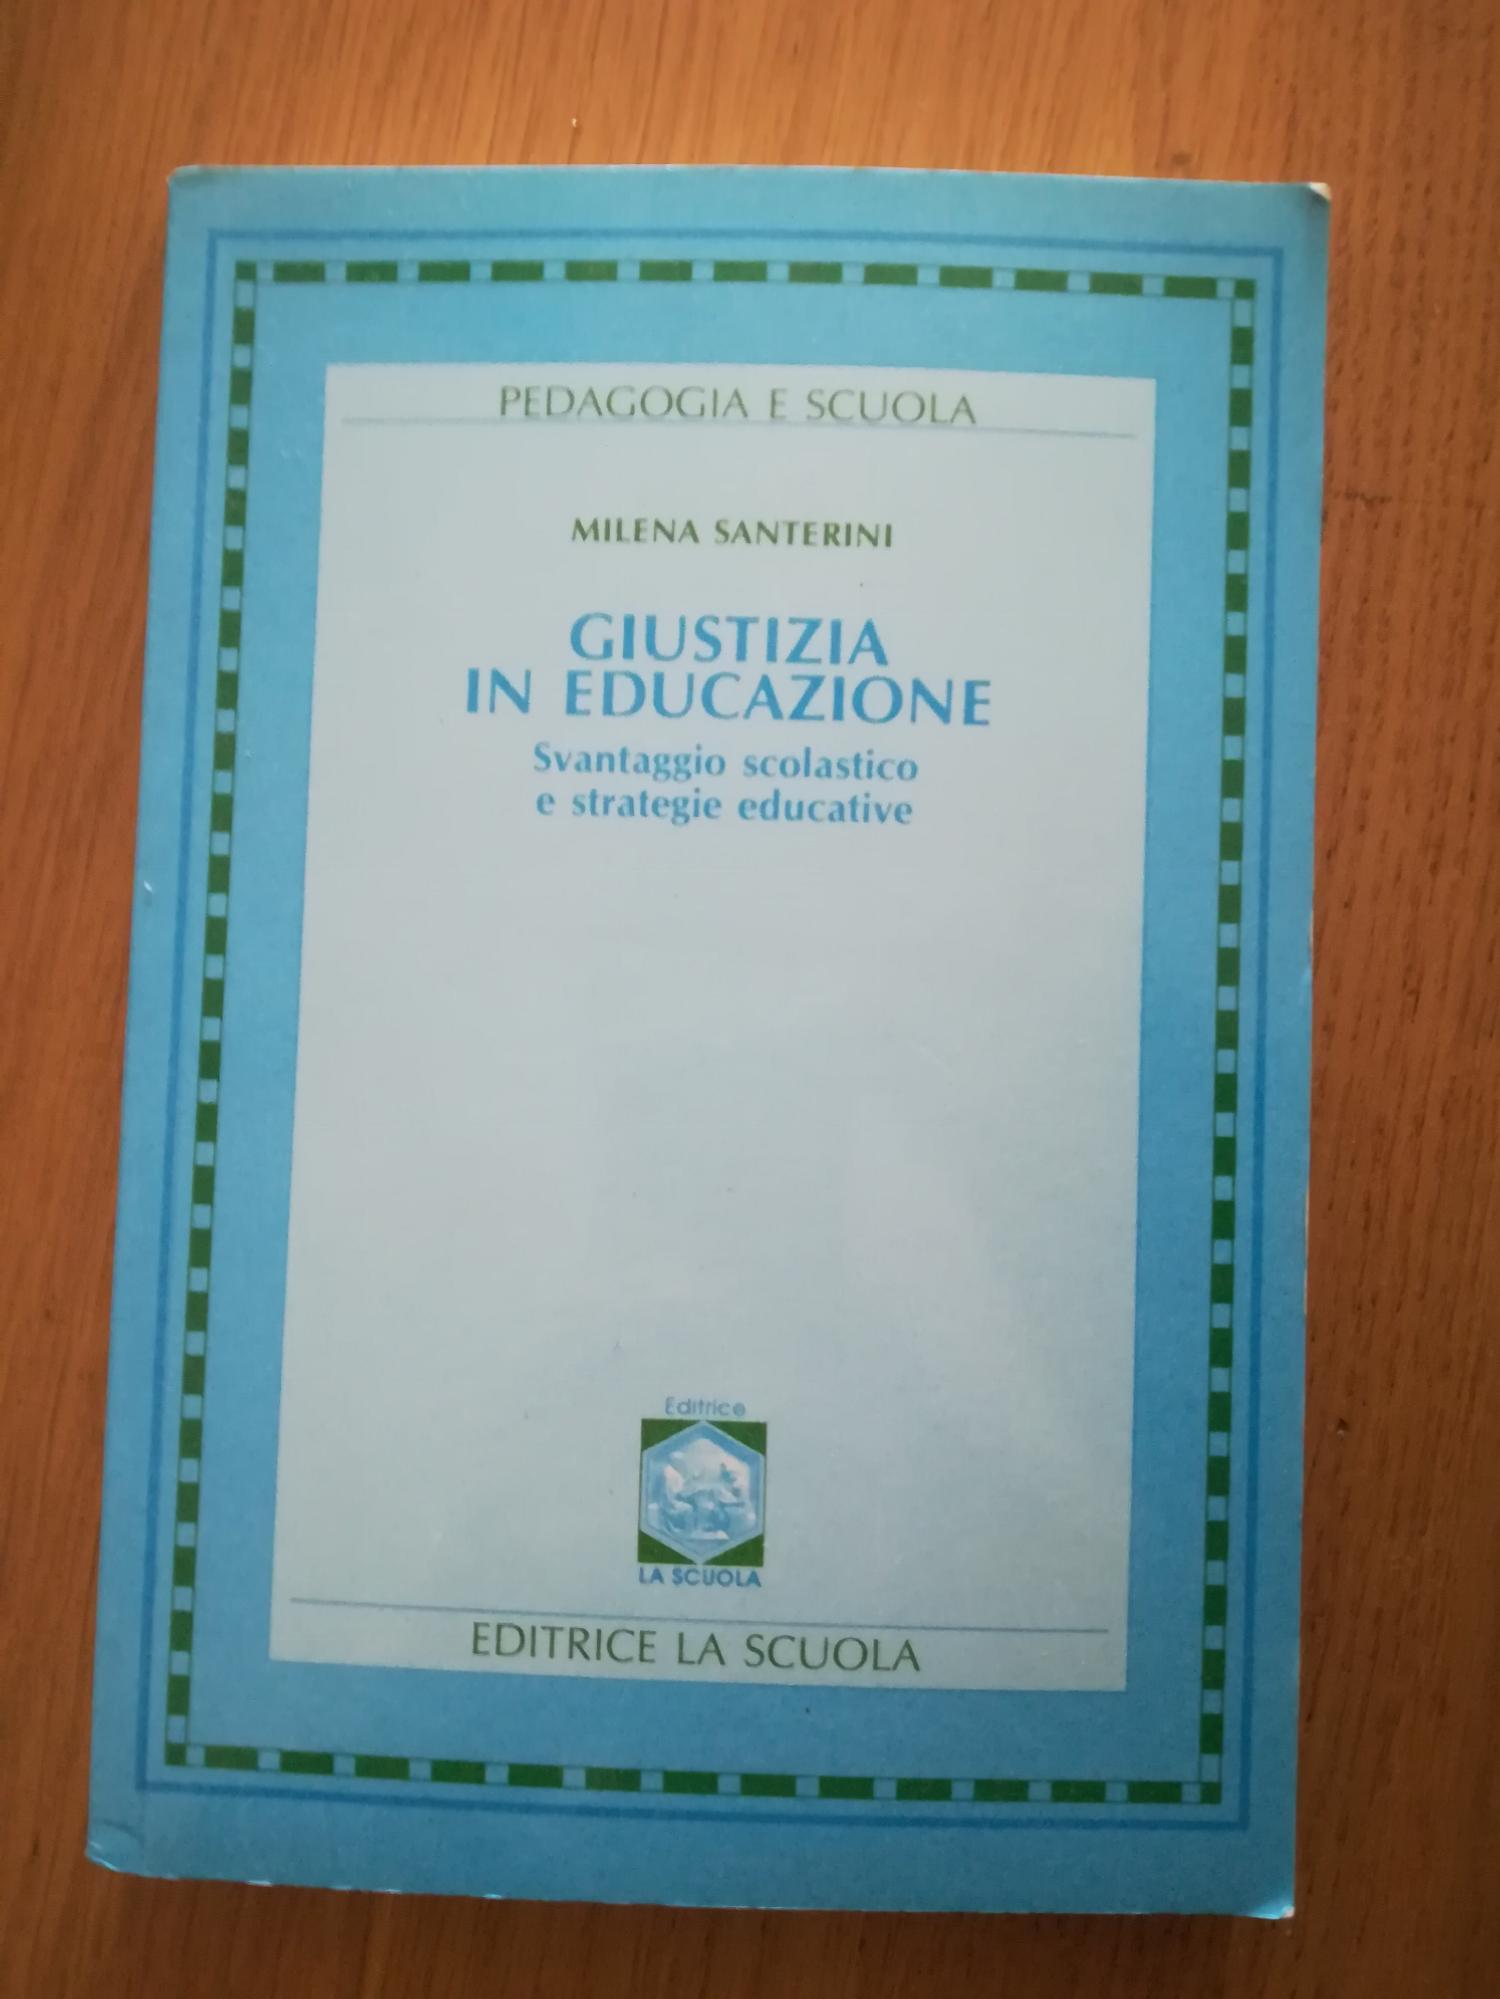 PEDAGOGIA E SCUOLA
MILENA SANTERINI
GIUSTIZIA
IN EDUCAZIONE
Svantaggio scolastico
e strategie educative
Editrice
LA SCUOLA
EDITRICE LA SCUOLA